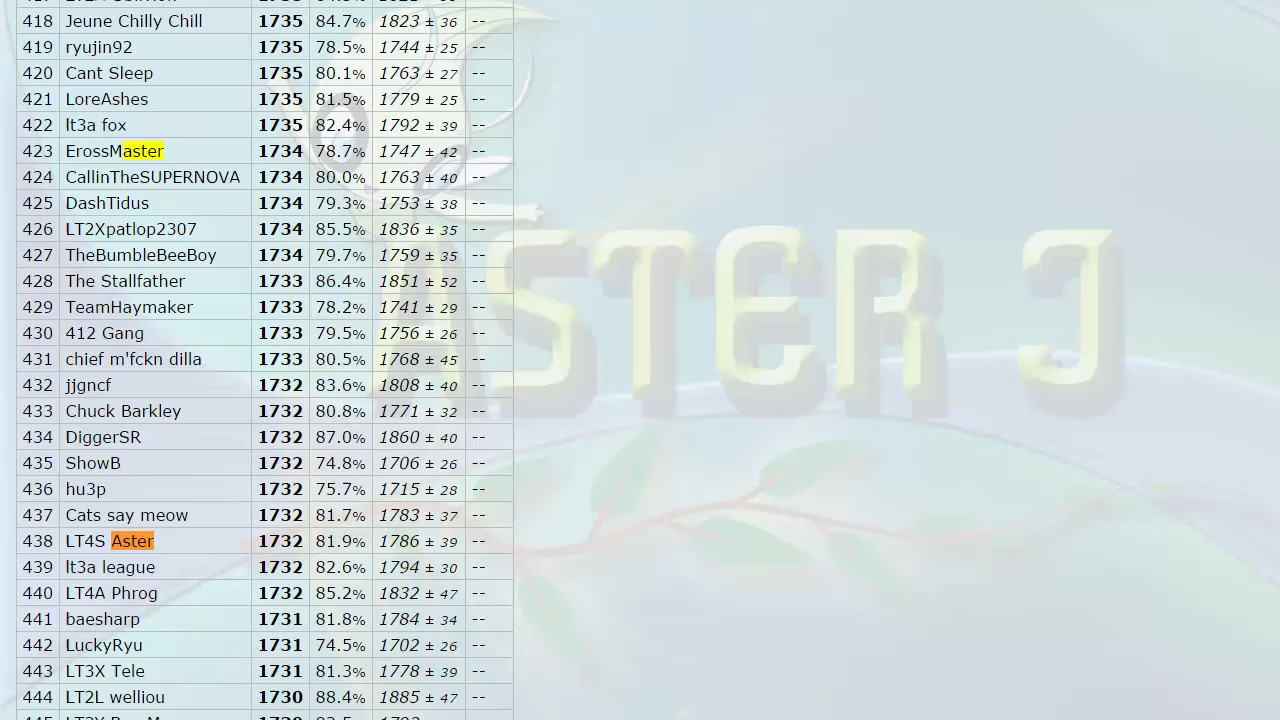 418 Jeune Chilly Chill 1735 84.7% 1823 ± 36 --
419 ryujin92 1735 78.5% 1744 ± 25 --
420 Cant Sleep 1735 80.1% 1763 ± 27 --
421 LoreAshes 1735 81.5% 1779 ± 25 --
422 lt3a fox 1735 82.4% 1792 ± 39 --
423 ErossMaster 1734 78.7% 1747 ± 42 --
424 CallinTheSUPERNOVA 1734 80.0% 1763 ± 40 --
425 DashTidus 1734 79.3% 1753 ± 38 --
426 LT2Xpatlop2307 1734 85.5% 1836 ± 35 --
427 TheBumbleBeeBoy 1734 79.7% 1759 ± 35 --
428 The Stallfather 1733 86.4% 1851 ± 52 --
429 TeamHaymaker 1733 78.2% 1741 ± 29 --
430 412 Gang 1733 79.5% 1756 ± 26 --
431 chief m'fckn dilla 1733 80.5% 1768 ± 45 --
432 jjgncf 1732 83.6% 1808 ± 40 --
433 Chuck Barkley 1732 80.8% 1771 ± 32 --
434 DiggerSR 1732 87.0% 1860 ± 40 --
435 ShowB 1732 74.8% 1706 ± 26 --
436 hu3p 1732 75.7% 1715 ± 28 --
437 Cats say meow 1732 81.7% 1783 ± 37 --
438 LT4S Aster 1732 81.9% 1786 ± 39 --
439 lt3a league 1732 82.6% 1794 ± 30 --
440 LT4A Phrog 1732 85.2% 1832 ± 47 --
441 baesharp 1731 81.8% 1784 ± 34 --
442 LuckyRyu 1731 74.5% 1702 ± 26 --
443 LT3X Tele 1731 81.3% 1778 ± 39 --
444 LT2L welliou 1730 88.4% 1885 ± 47 --
ASTER J